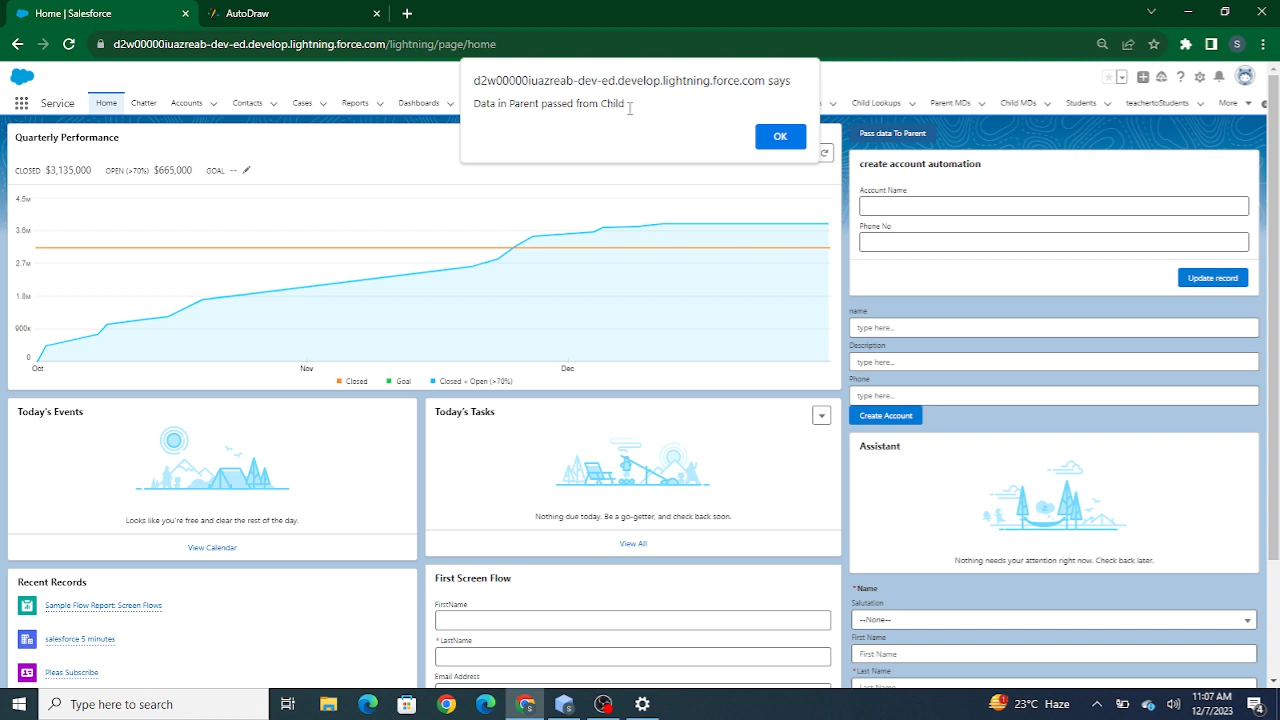 Home | Salesforce
AutoDraw
d2w00000iuazreab-dev-ed.develop.lightning.force.com/lightning/page/home
S
d2w00000iuazreab-dev-ed.develop.lightning.force.com says
Data in Parent passed from Child
OK
Service
Home
Chatter
Accounts
Contacts
Cases
Reports
Dashboards
Child Lookups
Parent MDs
Child MDs
Students
teachertoStudents
More
Quarterly Performance
CLOSED $3,135,000 OPEN (>70%) $665,000 GOAL --
4.5M
3.6M
2.7M
1.8M
900K
0
Oct
Nov
Dec
Closed
Goal
Closed + Open (>70%)
Pass data To Parent
create account automation
Account Name
Phone No
Update record
name
type here...
Description
type here...
Phone
type here...
Create Account
Today's Events
Looks like you're free and clear the rest of the day.
View Calendar
Today's Tasks
Nothing due today. Be a go-getter, and check back soon.
View All
Assistant
Nothing needs your attention right now. Check back later.
Recent Records
Sample Flow Report: Screen Flows
salesforce 5 minutes
Pleas Subscribe
First Screen Flow
FirstName
* LastName
Email Address
*Name
Salutation
--None--
First Name
First Name
*Last Name
Last Name
Type here to search
23°C Haze
11:07 AM
12/7/2023
4